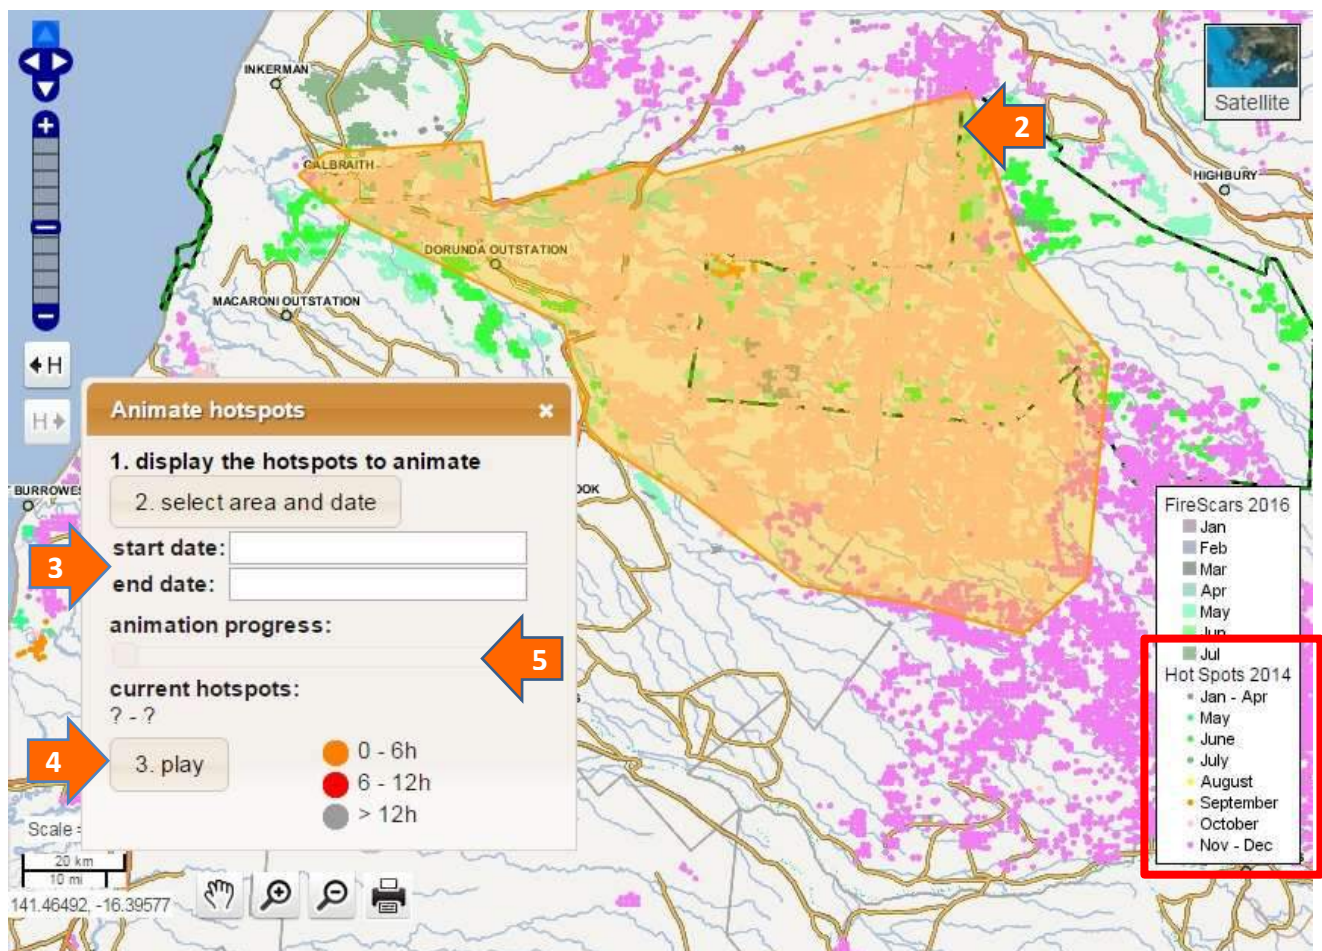 INKERMAN
2
Satellite
GALBRAITH
HIGHBURY
DORUNDA OUTSTATION
MACARONI OUTSTATION
+
−
H
H
Animate hotspots
1. display the hotspots to animate
2. select area and date
start date:
end date:
3
animation progress:
5
current hotspots:
? - ?
4
3. play
0 - 6h
6 - 12h
> 12h
FireScars 2016
Jan
Feb
Mar
Apr
May
Jun
Jul
Hot Spots 2014
Jan - Apr
May
June
July
August
September
October
Nov - Dec
Scale =
20 km
10 mi
141.46492, -16.39577